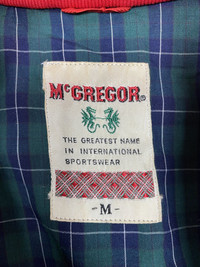 McGREGOR®
THE GREATEST NAME
IN INTERNATIONAL
SPORTSWEAR
- M -